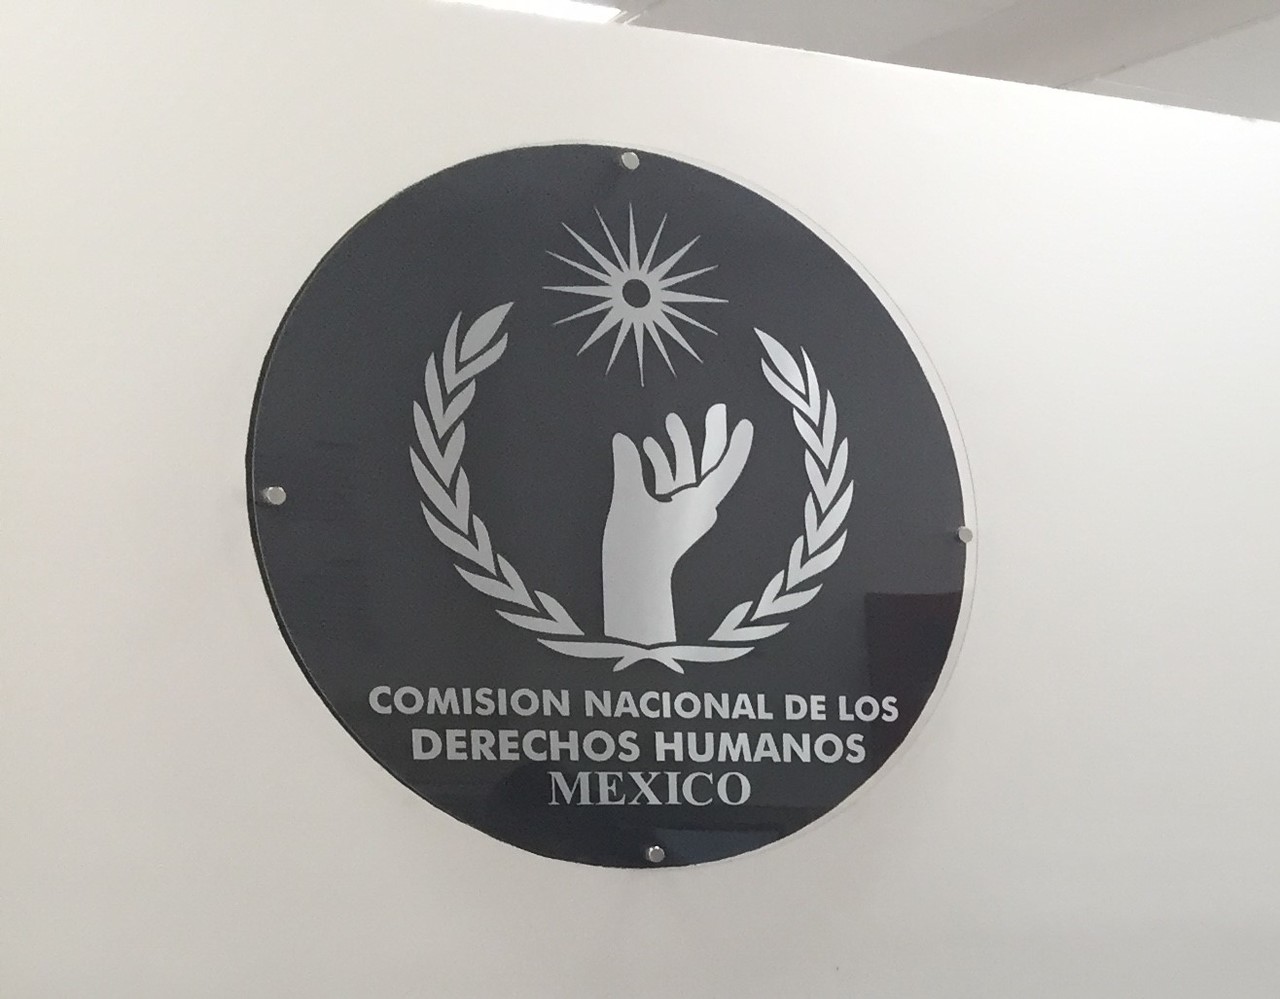 COMISION NACIONAL DE LOS
DERECHOS HUMANOS
MEXICO